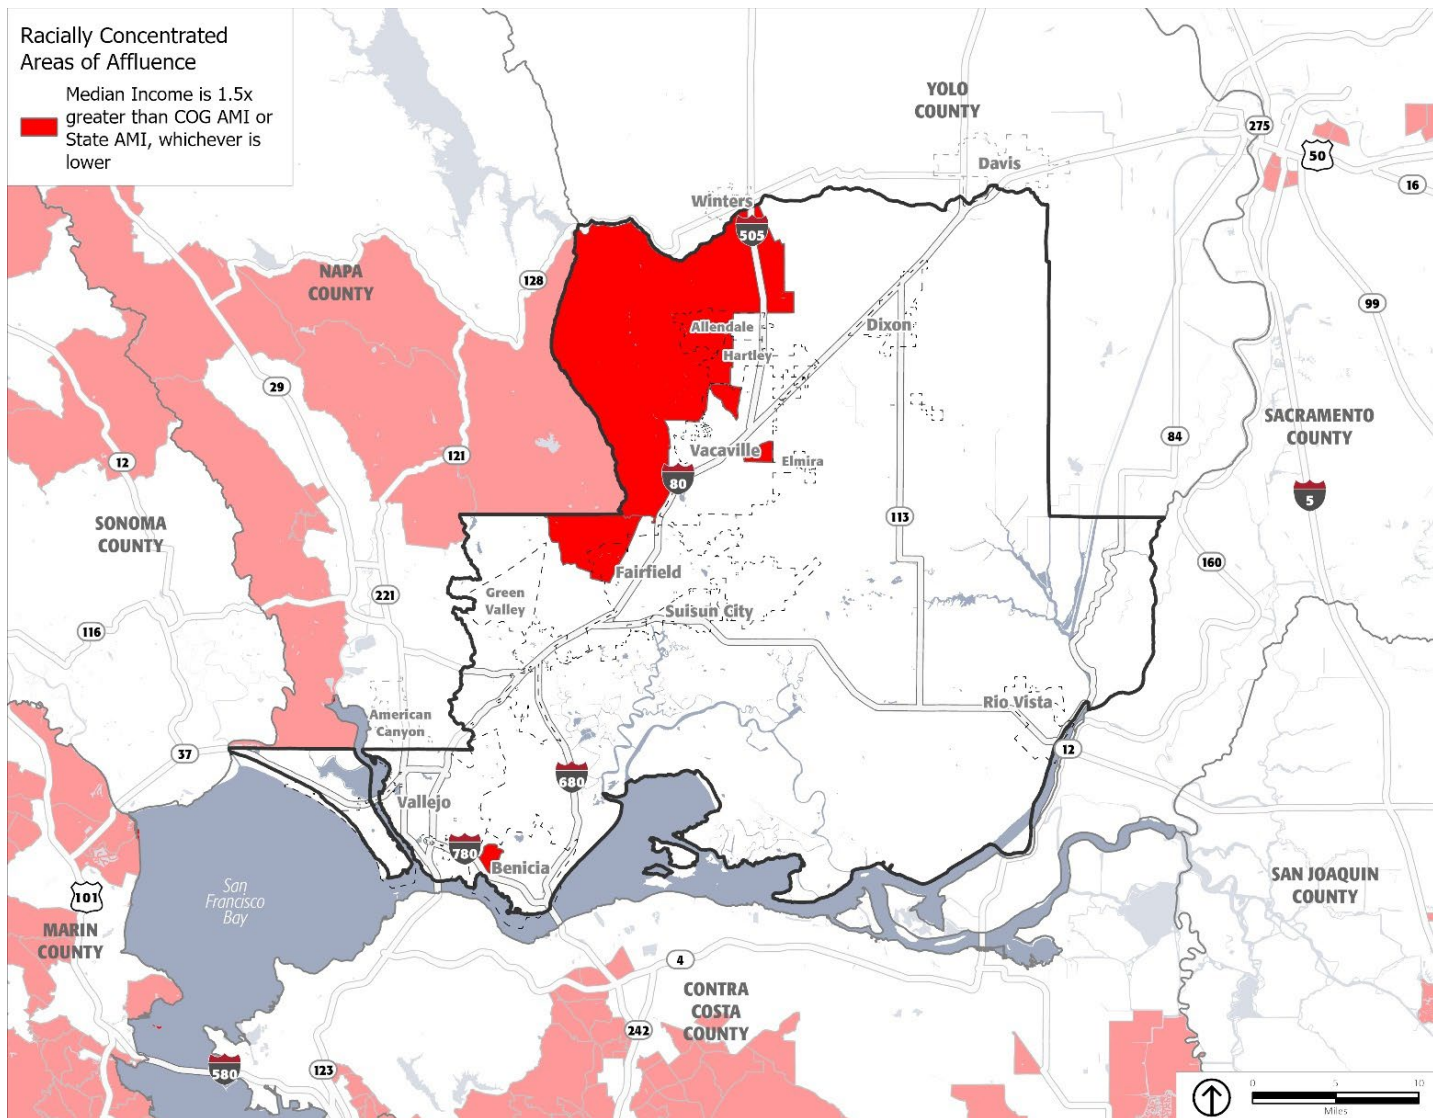 Racially Concentrated
Areas of Affluence
Median Income is 1.5x
greater than COG AMI or
State AMI, whichever is
lower
YOLO
COUNTY
275
50
Davis
16
Winters
505
NAPA
COUNTY
128
99
Allendale
Dixon
Hartley
29
SACRAMENTO
COUNTY
84
12
121
Vacaville
Elmira
80
5
SONOMA
COUNTY
113
160
Fairfield
Green
Valley
221
Suisun City
116
Rio Vista
American
Canyon
37
12
680
Vallejo
780
Benicia
San
Francisco
Bay
101
MARIN
COUNTY
SAN JOAQUIN
COUNTY
4
CONTRA
COSTA
COUNTY
242
580
123
0 5 10
Miles